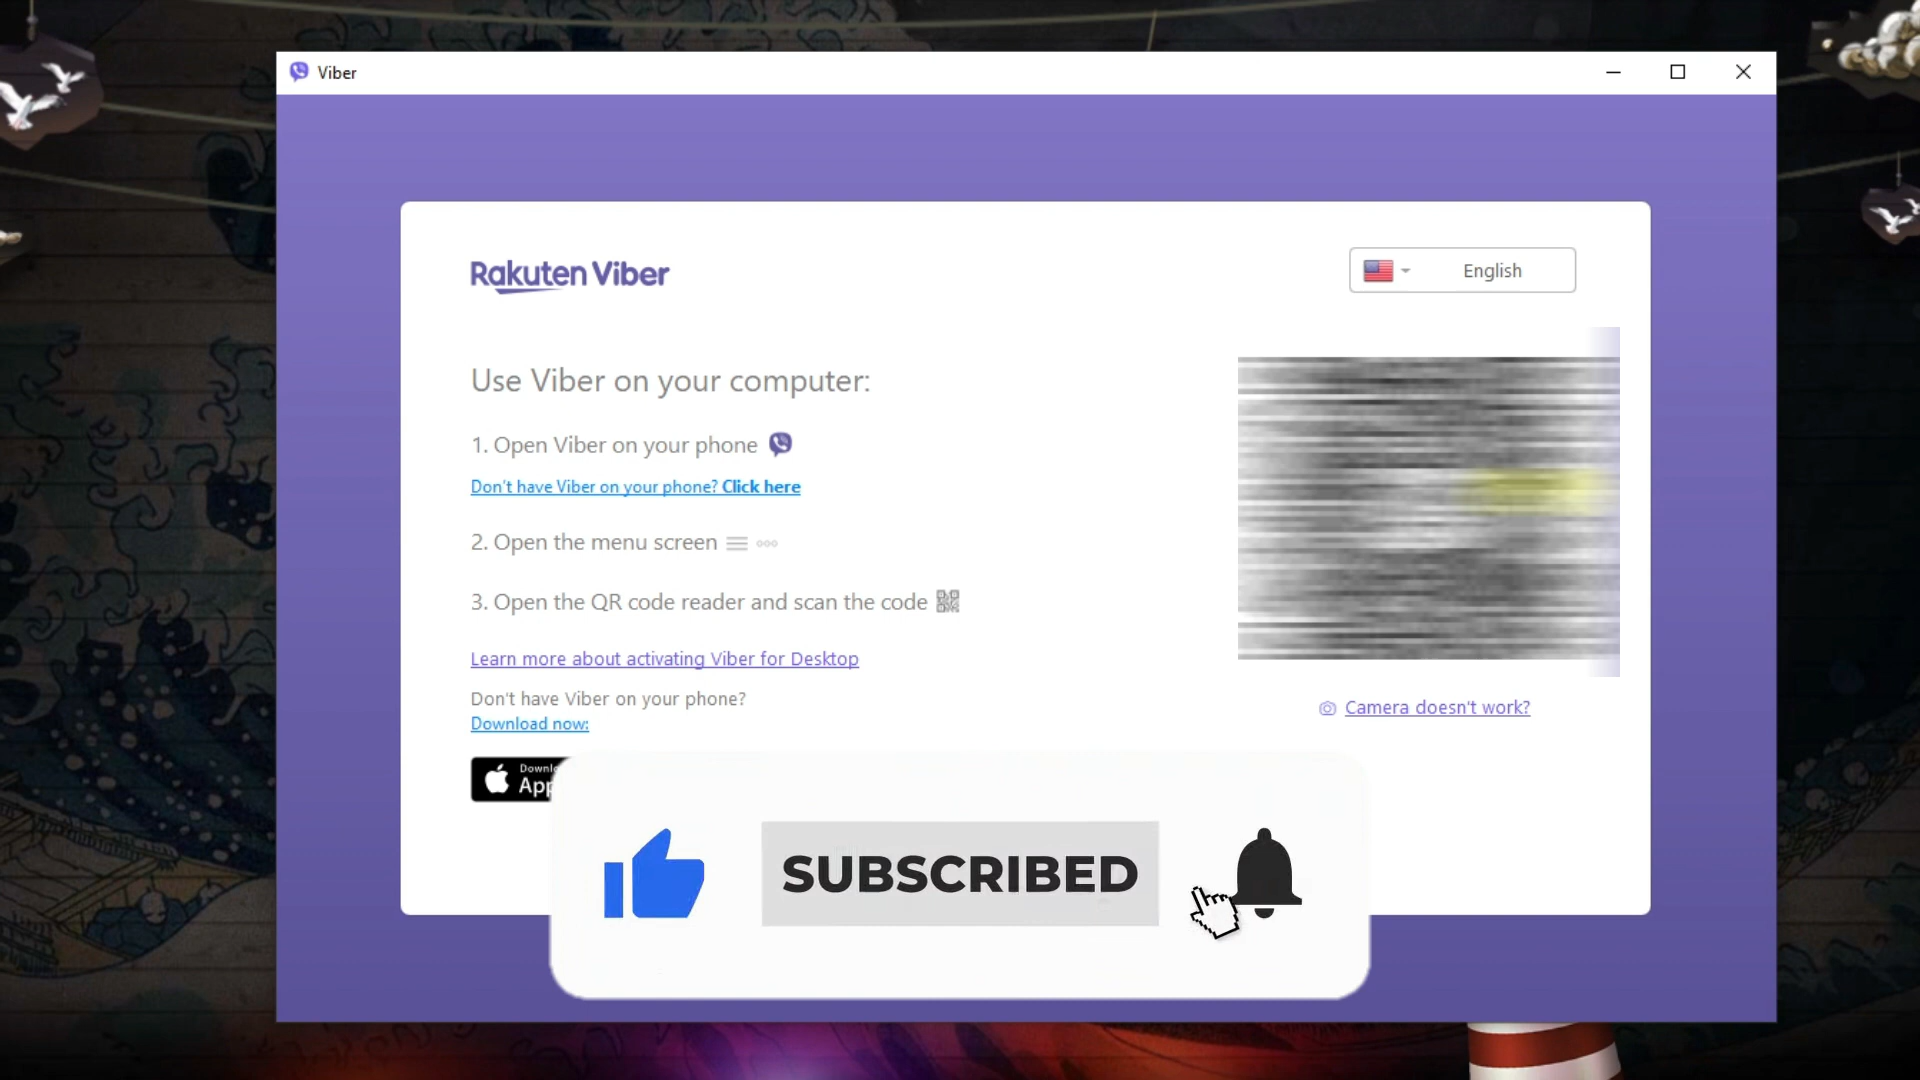 Viber
Rakuten Viber
English
Use Viber on your computer:
1. Open Viber on your phone
Don't have Viber on your phone? Click here
2. Open the menu screen
3. Open the QR code reader and scan the code
Learn more about activating Viber for Desktop
Don't have Viber on your phone?
Download now:
Camera doesn't work?
SUBSCRIBED